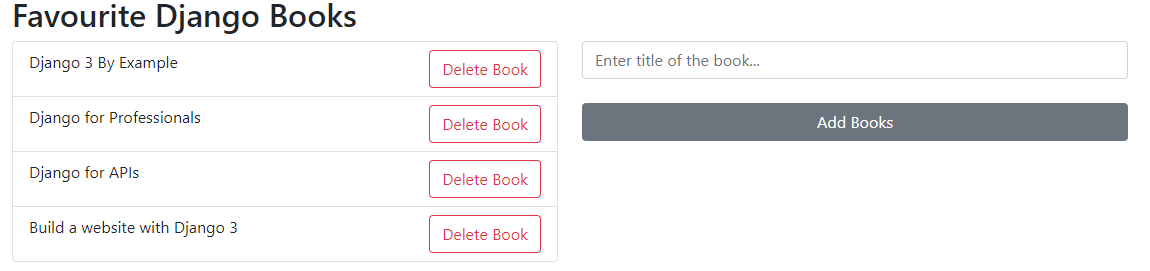 Favourite Django Books
Django 3 By Example
Delete Book
Django for Professionals
Delete Book
Django for APIs
Delete Book
Build a website with Django 3
Delete Book
Enter title of the book...
Add Books